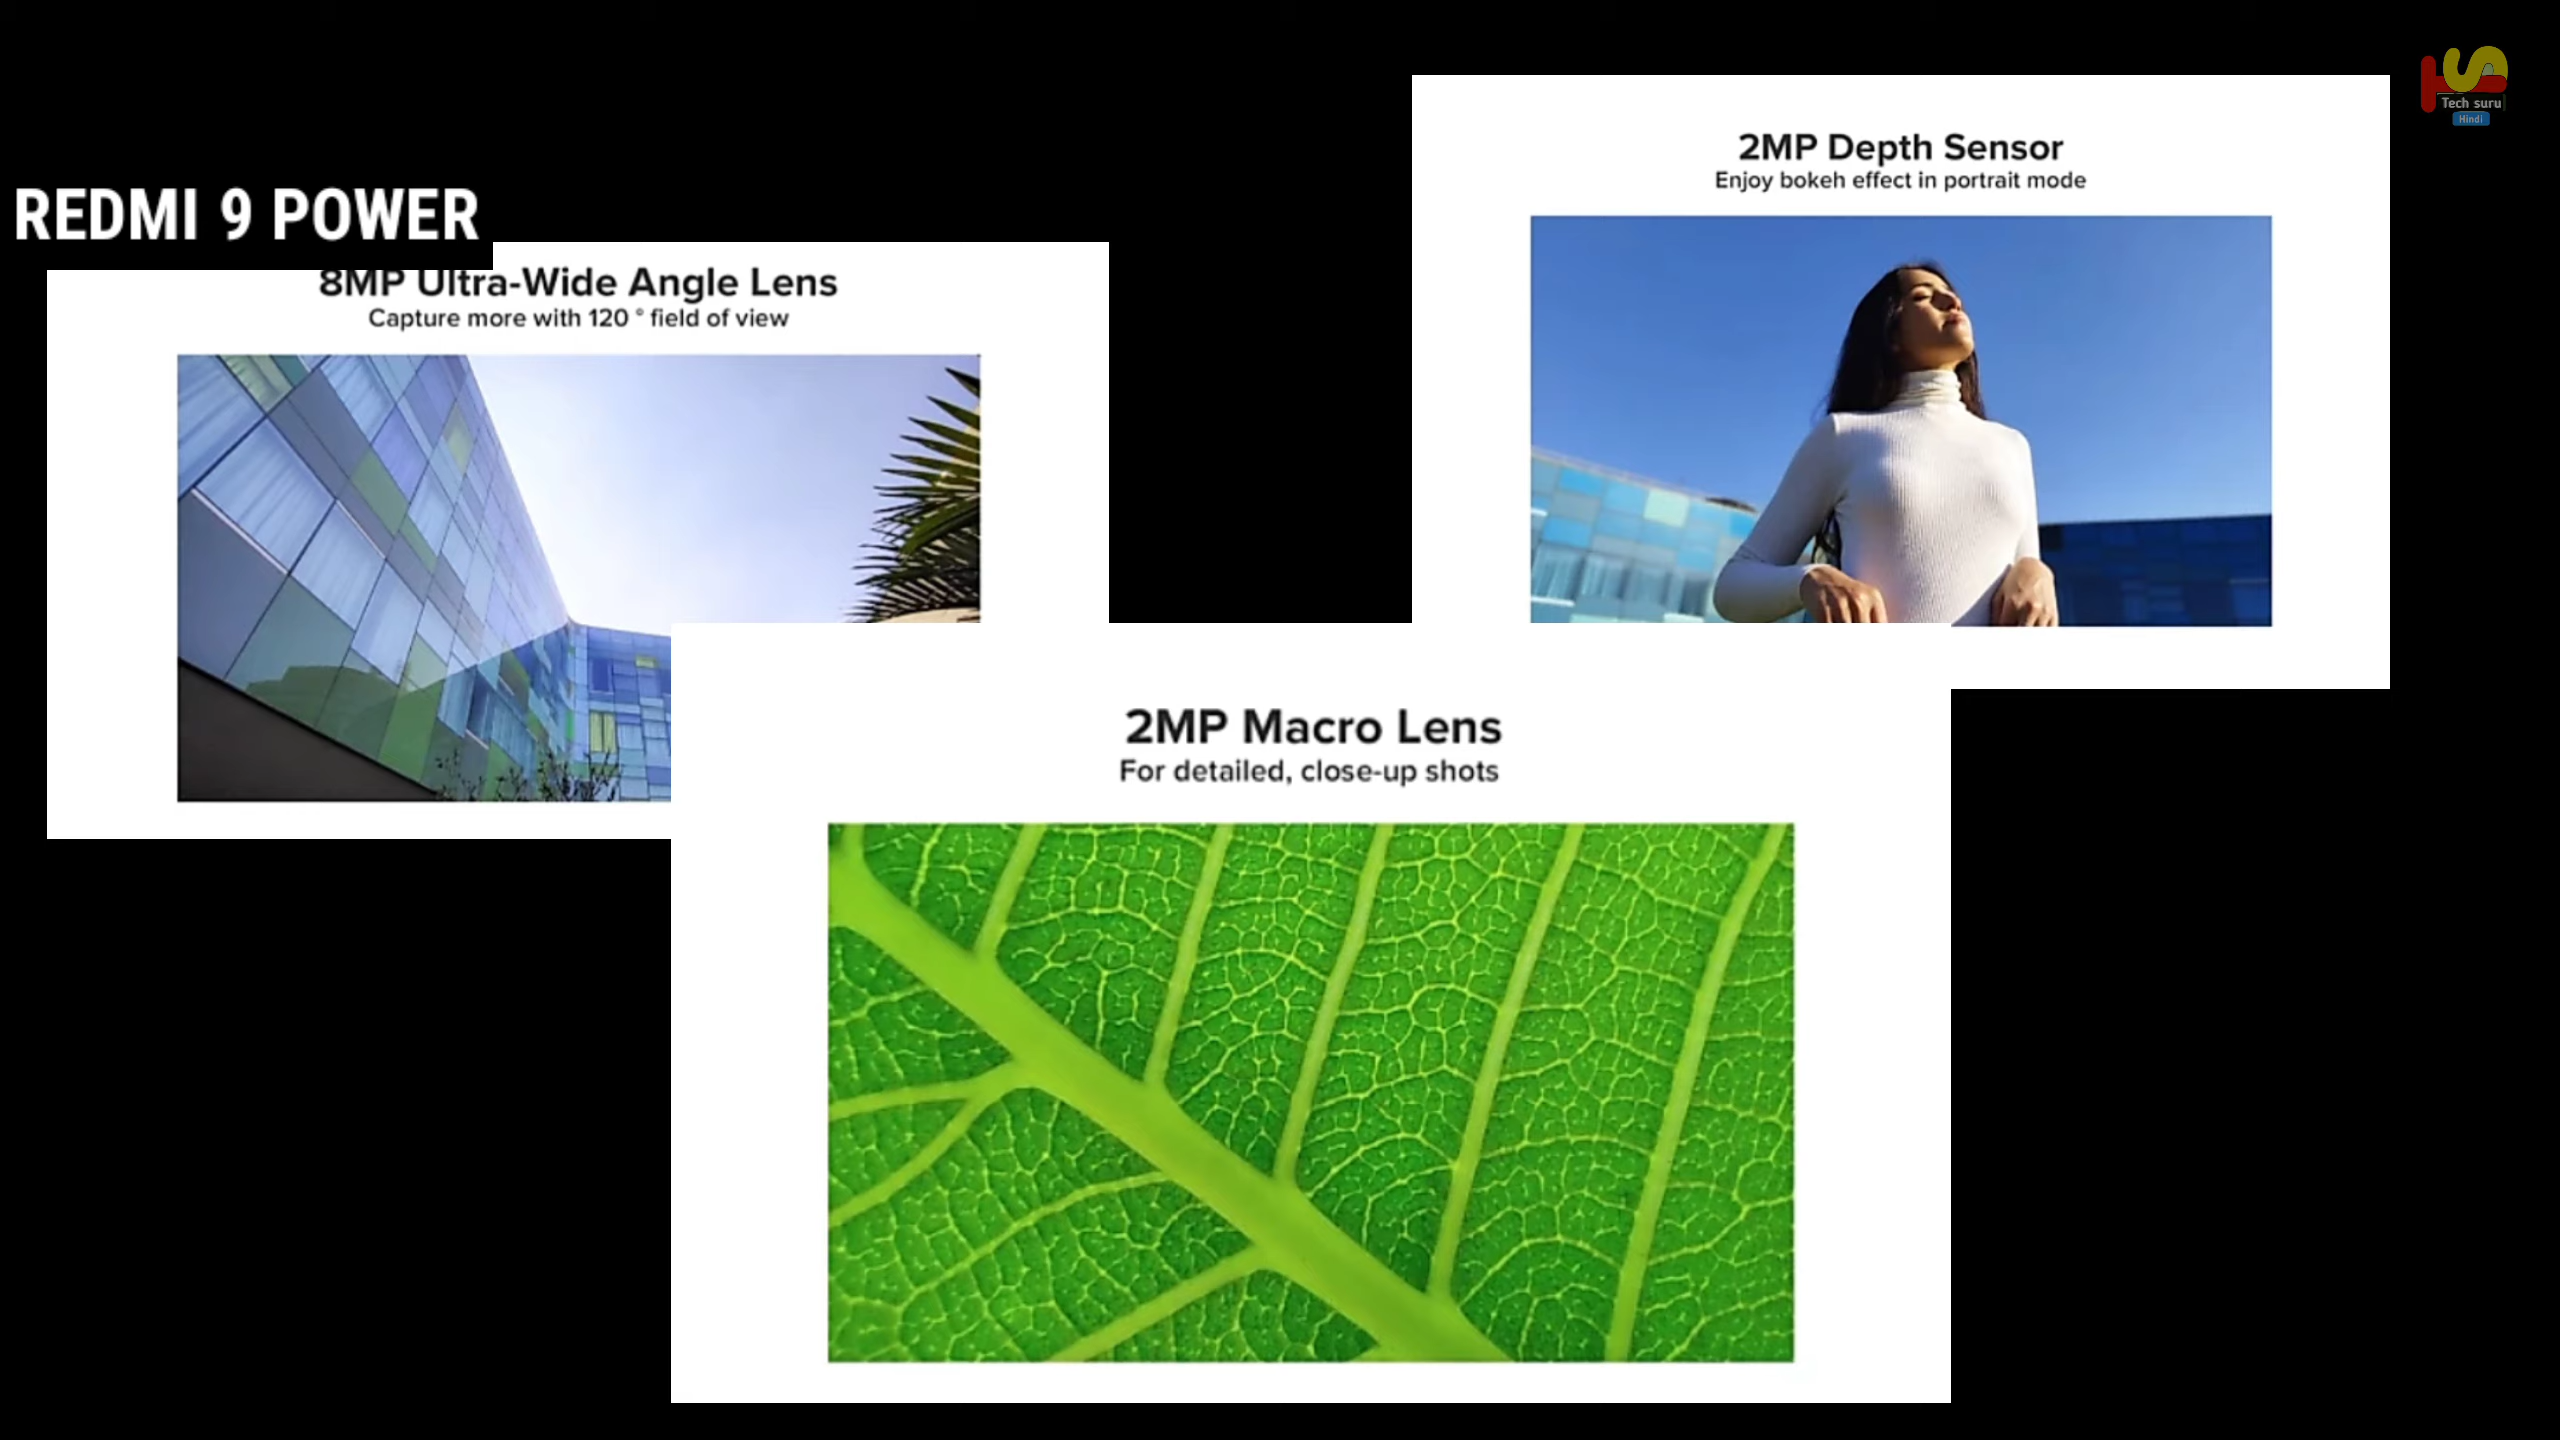 REDMI 9 POWER
8MP Ultra-Wide Angle Lens
Capture more with 120 ° field of view
2MP Depth Sensor
Enjoy bokeh effect in portrait mode
2MP Macro Lens
For detailed, close-up shots
TS
Tech suru
Hindi